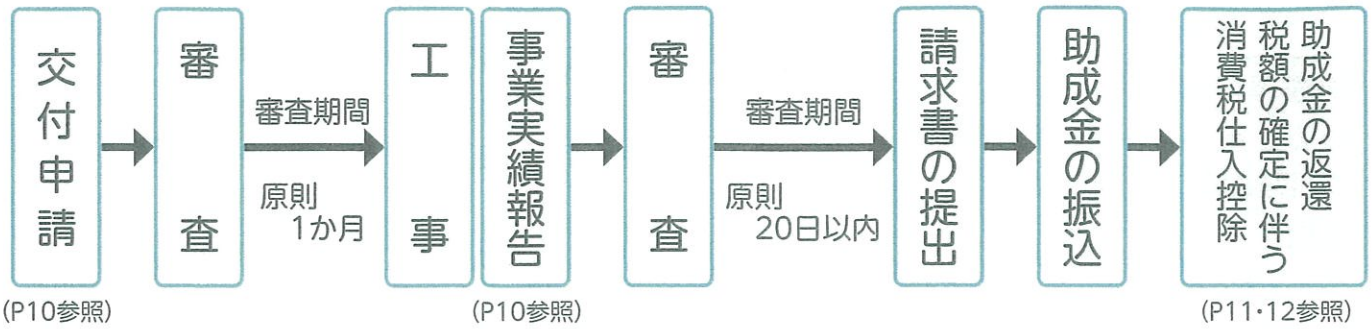 交付申請
(P10参照)
審査
審査期間
原則
1か月
工事
事業実績報告
(P10参照)
審査
審査期間
原則
20日以内
請求書の提出
助成金の振込
助成金の返還
税額の確定に伴う
消費税仕入控除
(P11・12参照)